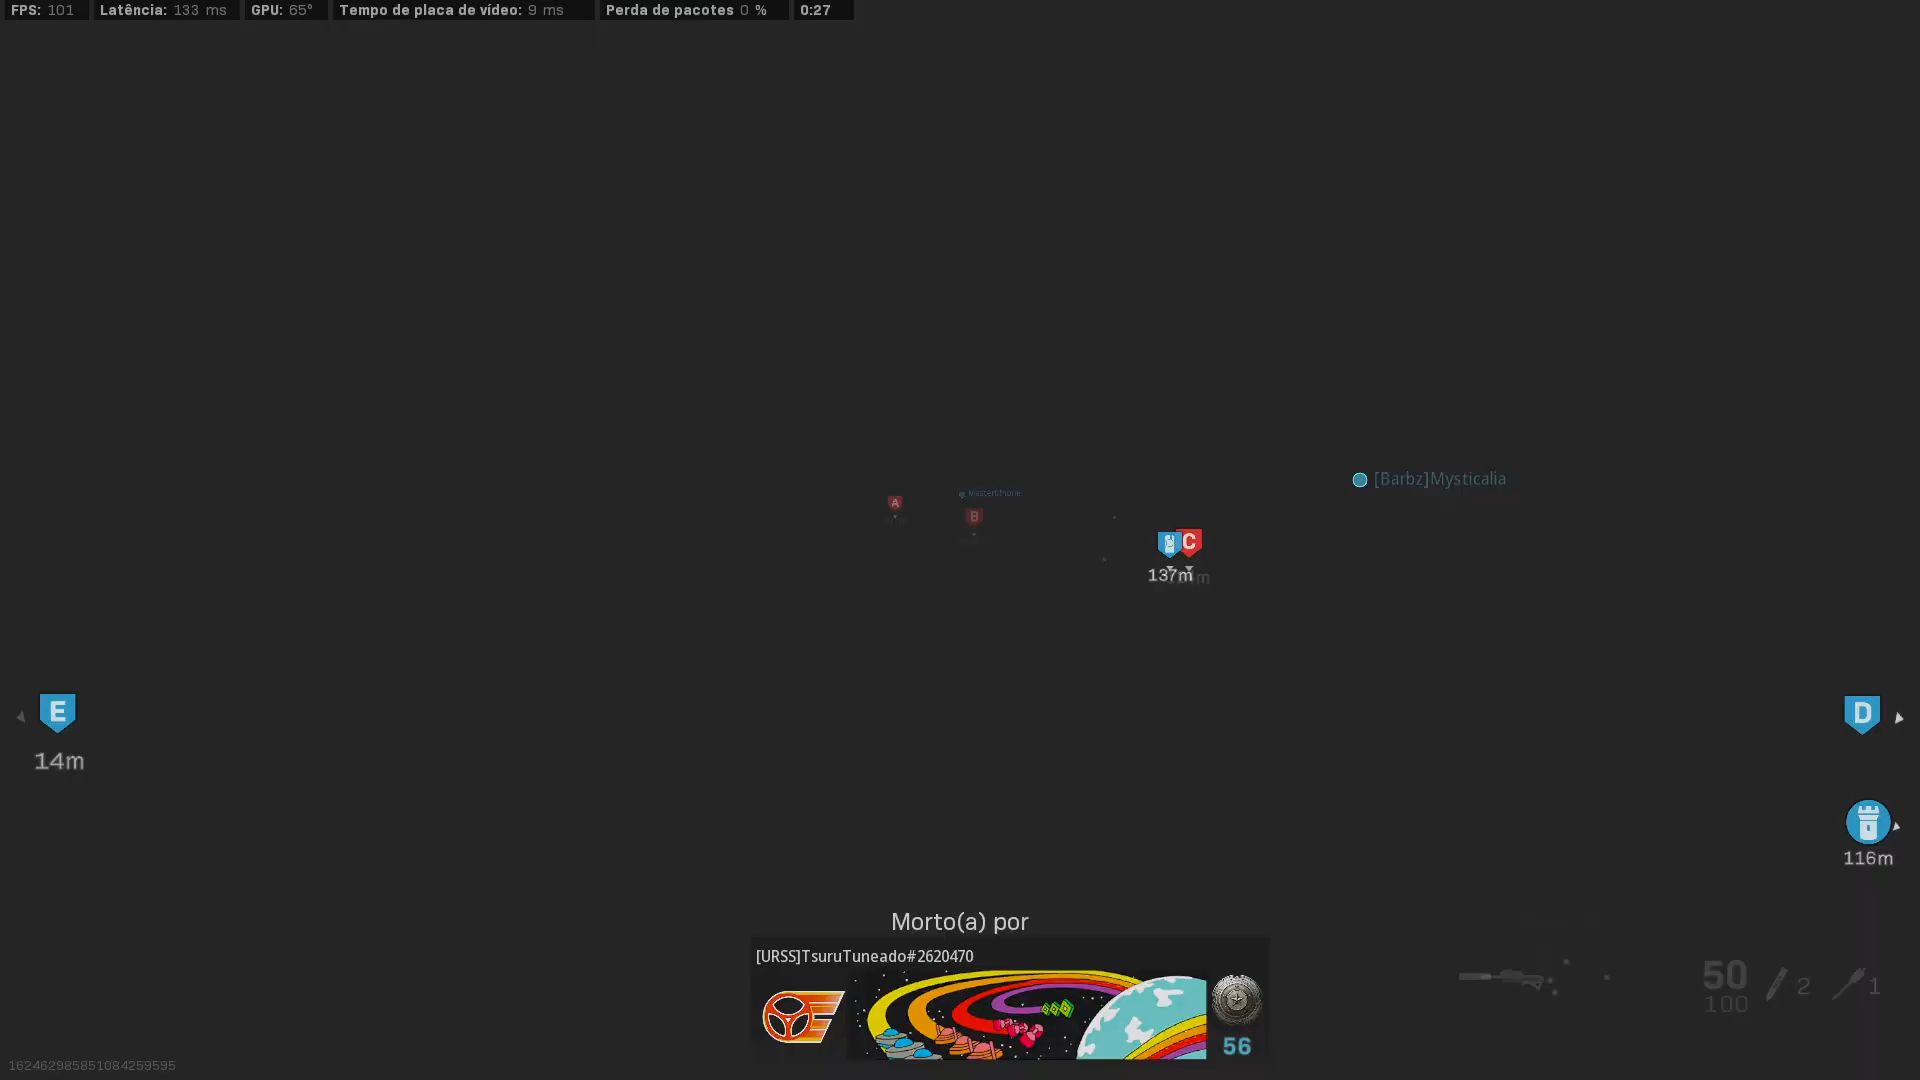 FPS: 101 Latência: 133 ms GPU: 65° Tempo de placa de vídeo: 9 ms Perda de pacotes 0 % 0:27
[Barbz]Mysticalia
A
B
C
137m
E
D
14m
116m
Morto(a) por
[URSS]TsuruTuneado#2620470
50
100
2
1
56
162462985851084259595